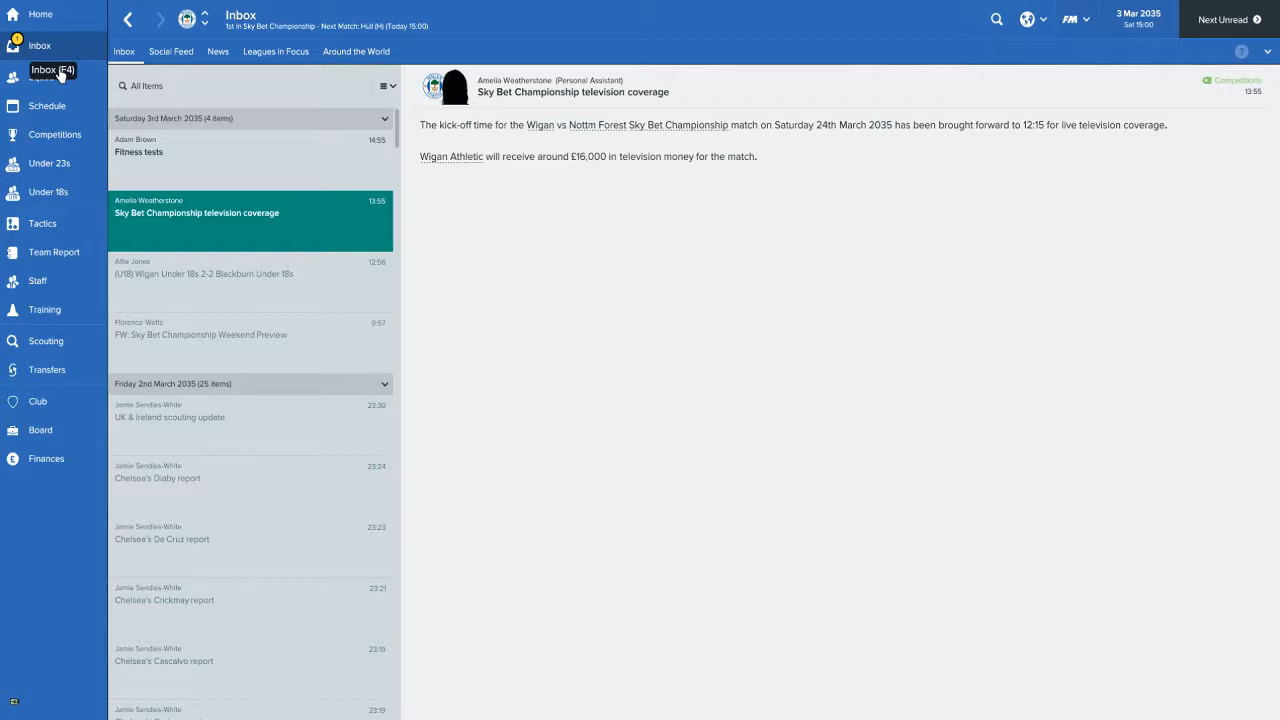 Home
1
Inbox
Inbox (F4)
Schedule
Competitions
Under 23s
Under 18s
Tactics
Team Report
Staff
Training
Scouting
Transfers
Club
Board
Finances
Inbox
1st in Sky Bet Championship - Next Match: Hull (H) (Today 15:00)
FM
3 Mar 2035
Sat 15:00
Next Unread
Inbox
Social Feed
News
Leagues in Focus
Around the World
?
All Items
Saturday 3rd March 2035 (4 items)
Adam Brown 14:55
Fitness tests
Amelia Weatherstone 13:55
Sky Bet Championship television coverage
Alfie Jones 12:56
(U18) Wigan Under 18s 2-2 Blackburn Under 18s
Florence Watts 9:57
FW: Sky Bet Championship Weekend Preview
Friday 2nd March 2035 (25 items)
Jamie Sendles-White 23:30
UK & Ireland scouting update
Jamie Sendles-White 23:24
Chelsea's Diaby report
Jamie Sendles-White 23:23
Chelsea's De Cruz report
Jamie Sendles-White 23:21
Chelsea's Crickmay report
Jamie Sendles-White 23:19
Chelsea's Cascalvo report
Jamie Sendles-White 23:19
Amelia Weatherstone (Personal Assistant)
Sky Bet Championship television coverage
Competitions
13:55
The kick-off time for the Wigan vs Nottm Forest Sky Bet Championship match on Saturday 24th March 2035 has been brought forward to 12:15 for live television coverage.
Wigan Athletic will receive around £16,000 in television money for the match.